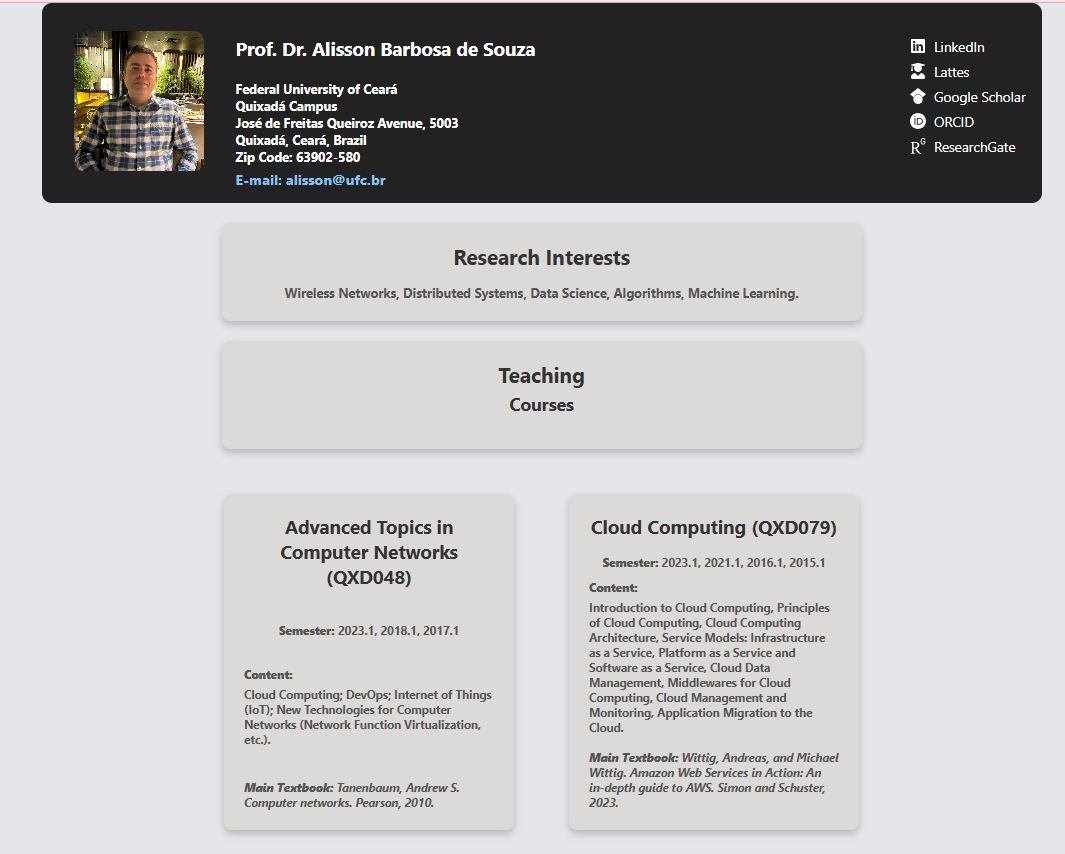 Prof. Dr. Alisson Barbosa de Souza
Federal University of Ceará
Quixadá Campus
José de Freitas Queiroz Avenue, 5003
Quixadá, Ceará, Brazil
Zip Code: 63902-580
E-mail: alisson@ufc.br
LinkedIn
Lattes
Google Scholar
ORCID
ResearchGate
Research Interests
Wireless Networks, Distributed Systems, Data Science, Algorithms, Machine Learning.
Teaching
Courses
Advanced Topics in
Computer Networks
(QXD048)
Semester: 2023.1, 2018.1, 2017.1
Content:
Cloud Computing; DevOps; Internet of Things
(IoT); New Technologies for Computer
Networks (Network Function Virtualization,
etc.).
Main Textbook: Tanenbaum, Andrew S.
Computer networks. Pearson, 2010.
Cloud Computing (QXD079)
Semester: 2023.1, 2021.1, 2016.1, 2015.1
Content:
Introduction to Cloud Computing, Principles
of Cloud Computing, Cloud Computing
Architecture, Service Models: Infrastructure
as a Service, Platform as a Service and
Software as a Service, Cloud Data
Management, Middlewares for Cloud
Computing, Cloud Management and
Monitoring, Application Migration to the
Cloud.
Main Textbook: Wittig, Andreas, and Michael
Wittig. Amazon Web Services in Action: An
in-depth guide to AWS. Simon and Schuster,
2023.